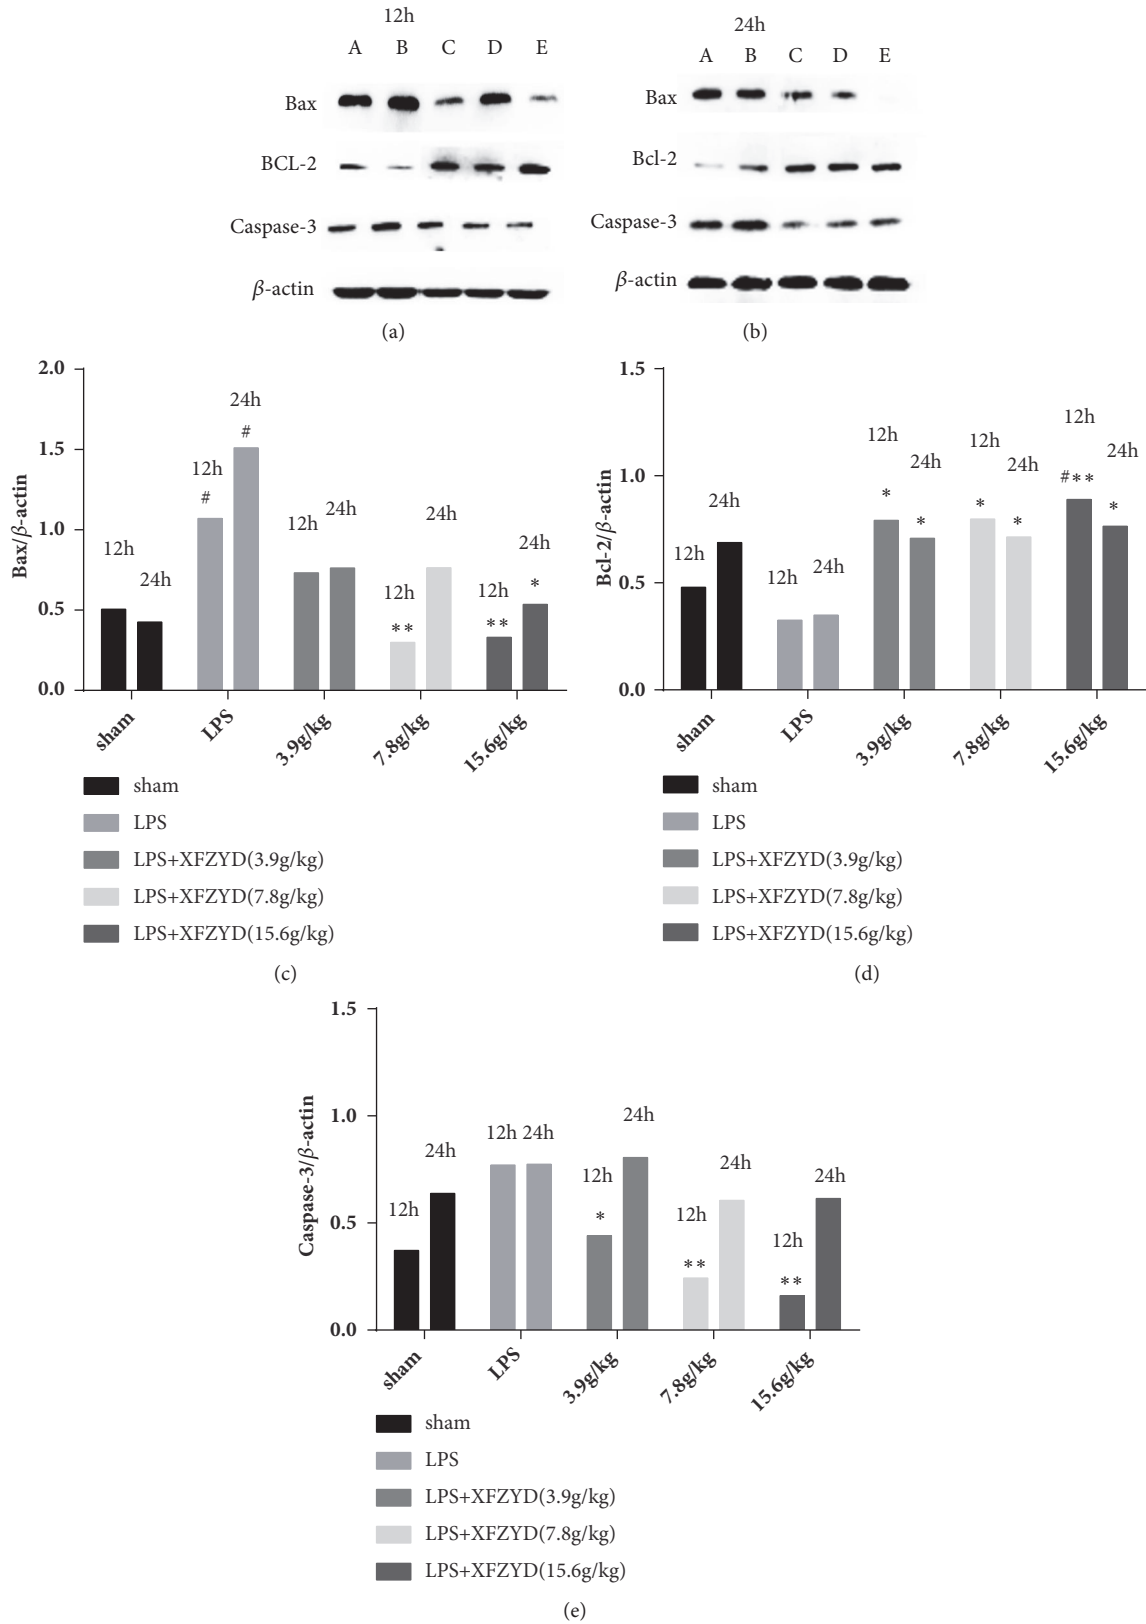 12h
A B C D E
Bax
BCL-2
Caspase-3
β-actin
(a)
24h
A B C D E
Bax
Bcl-2
Caspase-3
β-actin
(b)
Bax/β-actin
2.0
1.5
1.0
0.5
0.0
12h
24h
12h
#
24h
#
12h
24h
12h
**
24h
12h
**
24h
*
sham
LPS
3.9g/kg
7.8g/kg
15.6g/kg
sham
LPS
LPS+XFZYD(3.9g/kg)
LPS+XFZYD(7.8g/kg)
LPS+XFZYD(15.6g/kg)
(c)
Bcl-2/β-actin
1.5
1.0
0.5
0.0
12h
24h
12h
24h
12h
*
24h
*
12h
*
24h
*
12h
#**
24h
*
sham
LPS
3.9g/kg
7.8g/kg
15.6g/kg
sham
LPS
LPS+XFZYD(3.9g/kg)
LPS+XFZYD(7.8g/kg)
LPS+XFZYD(15.6g/kg)
(d)
Caspase-3/β-actin
1.5
1.0
0.5
0.0
12h
24h
12h 24h
12h
*
24h
12h
**
24h
12h
**
24h
sham
LPS
3.9g/kg
7.8g/kg
15.6g/kg
sham
LPS
LPS+XFZYD(3.9g/kg)
LPS+XFZYD(7.8g/kg)
LPS+XFZYD(15.6g/kg)
(e)